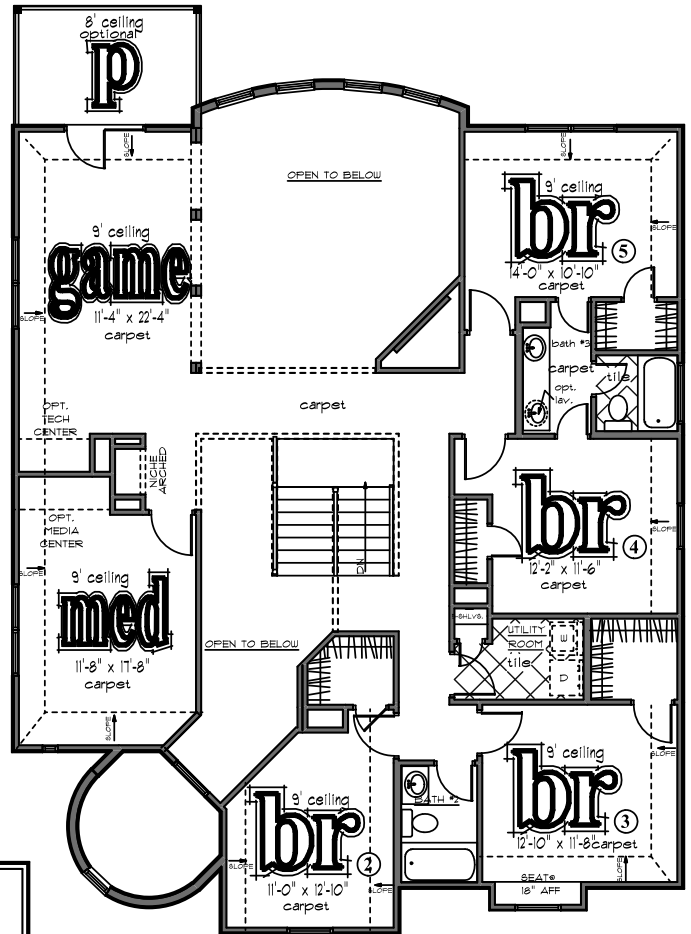 8' ceiling
optional
p
SLOPE
OPEN TO BELOW
SLOPE
9' ceiling
br
5
14'-0" x 10'-10"
carpet
SLOPE
9' ceiling
game
11'-4" x 22'-4"
carpet
SLOPE
bath #3
carpet
opt.
lav.
tile
carpet
OPT.
TECH
CENTER
NICHE
ARCHED
OPT.
MEDIA
CENTER
SLOPE
9' ceiling
med
11'-8" x 17'-8"
carpet
SLOPE
DN
br
4
12'-2" x 11'-6"
carpet
SLOPE
OPEN TO BELOW
UTILITY
ROOM
tile
W
D
9' ceiling
br
3
12'-10" x 11'-8"
carpet
SLOPE
SLOPE
SEAT@
18" AFF
BATH #2
9' ceiling
br
2
11'-0" x 12'-10"
carpet
SLOPE
SLOPE